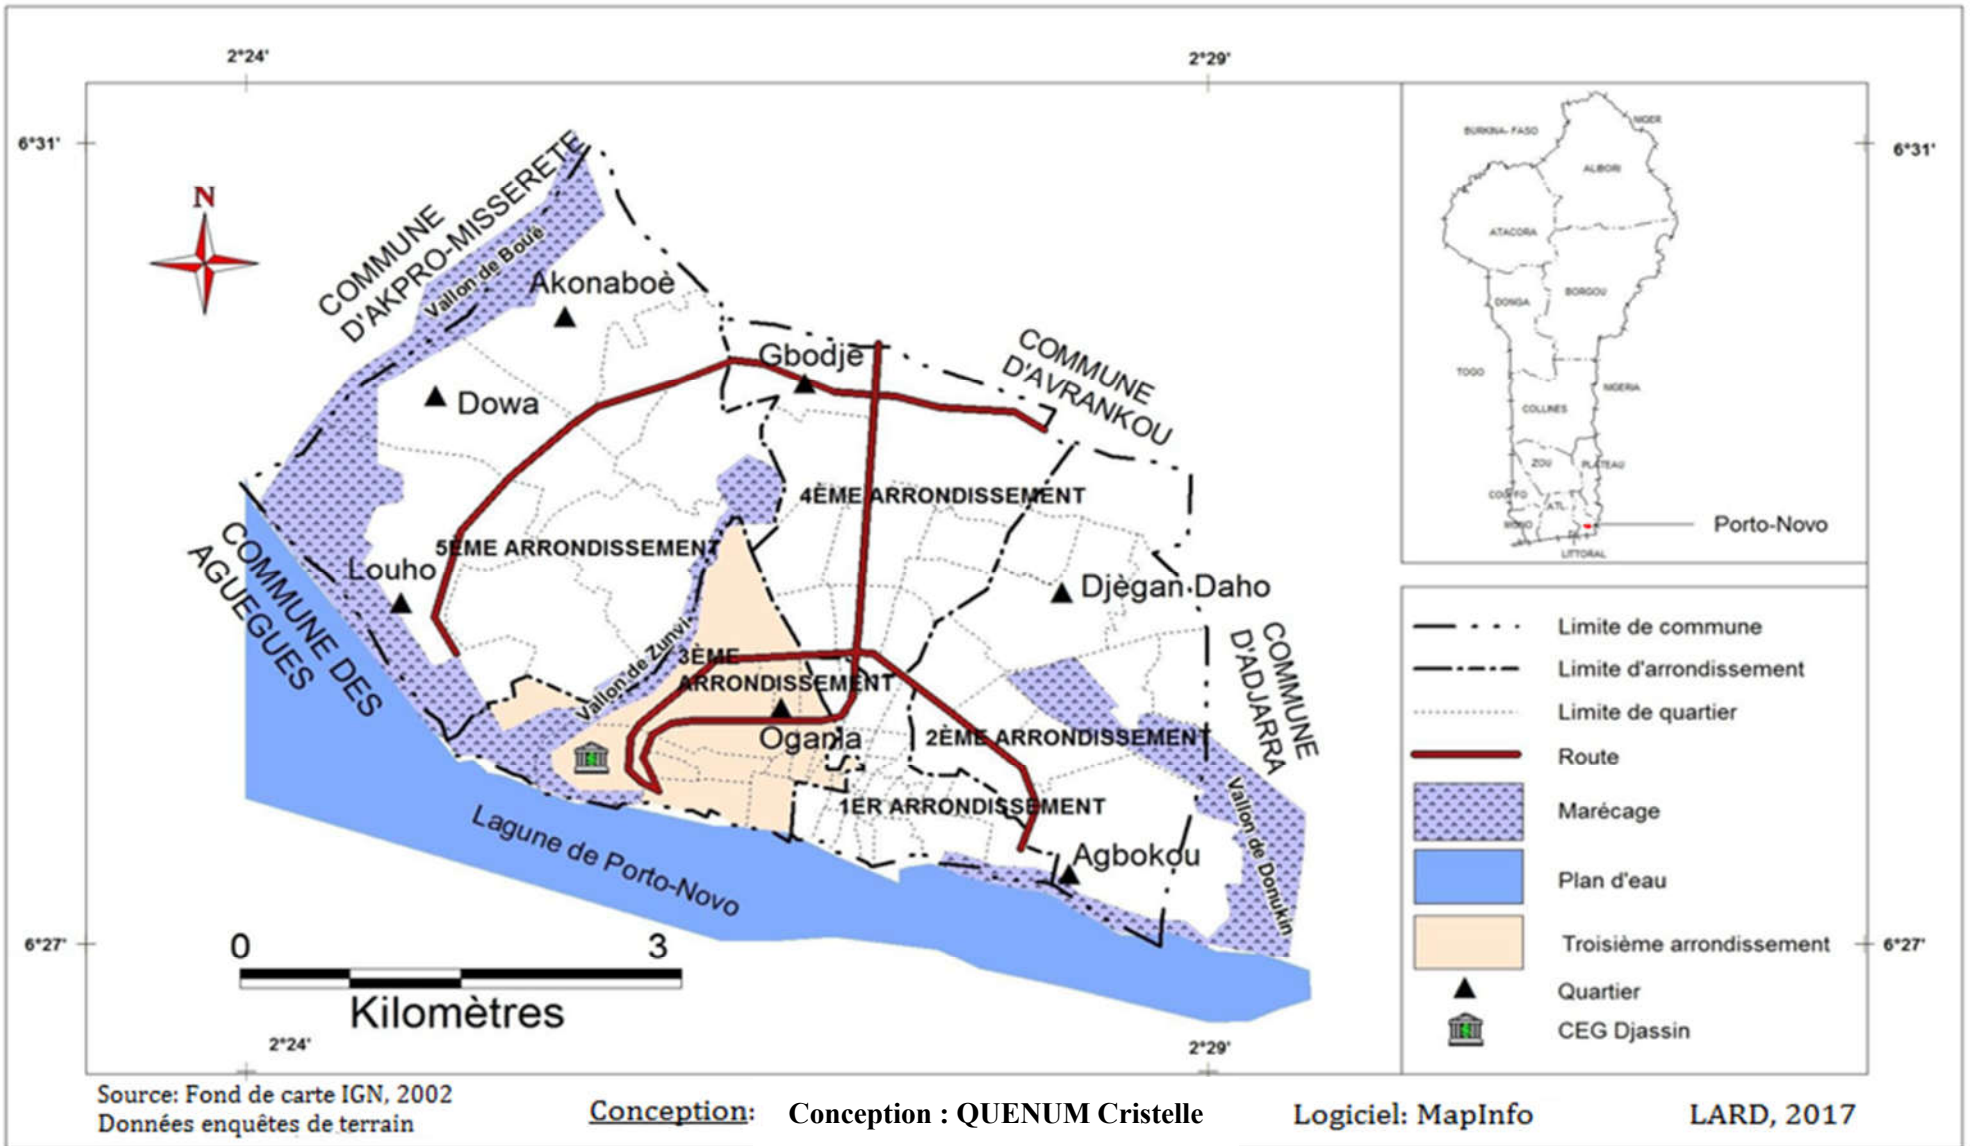 2°24'
2°29'
6°31'
6°31'
N
COMMUNE
D'AKPRO-MISSERETE
Vallon de Bouê
Akonaboè
Dowa
Gbodjè
COMMUNE
D'AVRANKOU
4ÈME ARRONDISSEMENT
5ÈME ARRONDISSEMENT
Louho
COMMUNE DES
AGUEGUES
Djègan Daho
Vallon de Zunvi
3ÈME
ARRONDISSEMENT
Ogania
2ÈME ARRONDISSEMENT
COMMUNE
D'ADJARRA
1ER ARRONDISSEMENT
Agbokou
Vallon de Donukin
Lagune de Porto-Novo
0
3
Kilomètres
6°27'
6°27'
2°24'
2°29'
BURKINA- FASO
NIGER
ALBORI
ATACORA
BORGOU
DONGA
TOGO
NIGERIA
COLLINES
ZOU
PLATEAU
COUFFO
ATL
MONO
LITTORAL
Porto-Novo
Limite de commune
Limite d'arrondissement
Limite de quartier
Route
Marécage
Plan d'eau
Troisième arrondissement
Quartier
CEG Djassin
Source: Fond de carte IGN, 2002
Données enquêtes de terrain
Conception:
Conception : QUENUM Cristelle
Logiciel: MapInfo
LARD, 2017